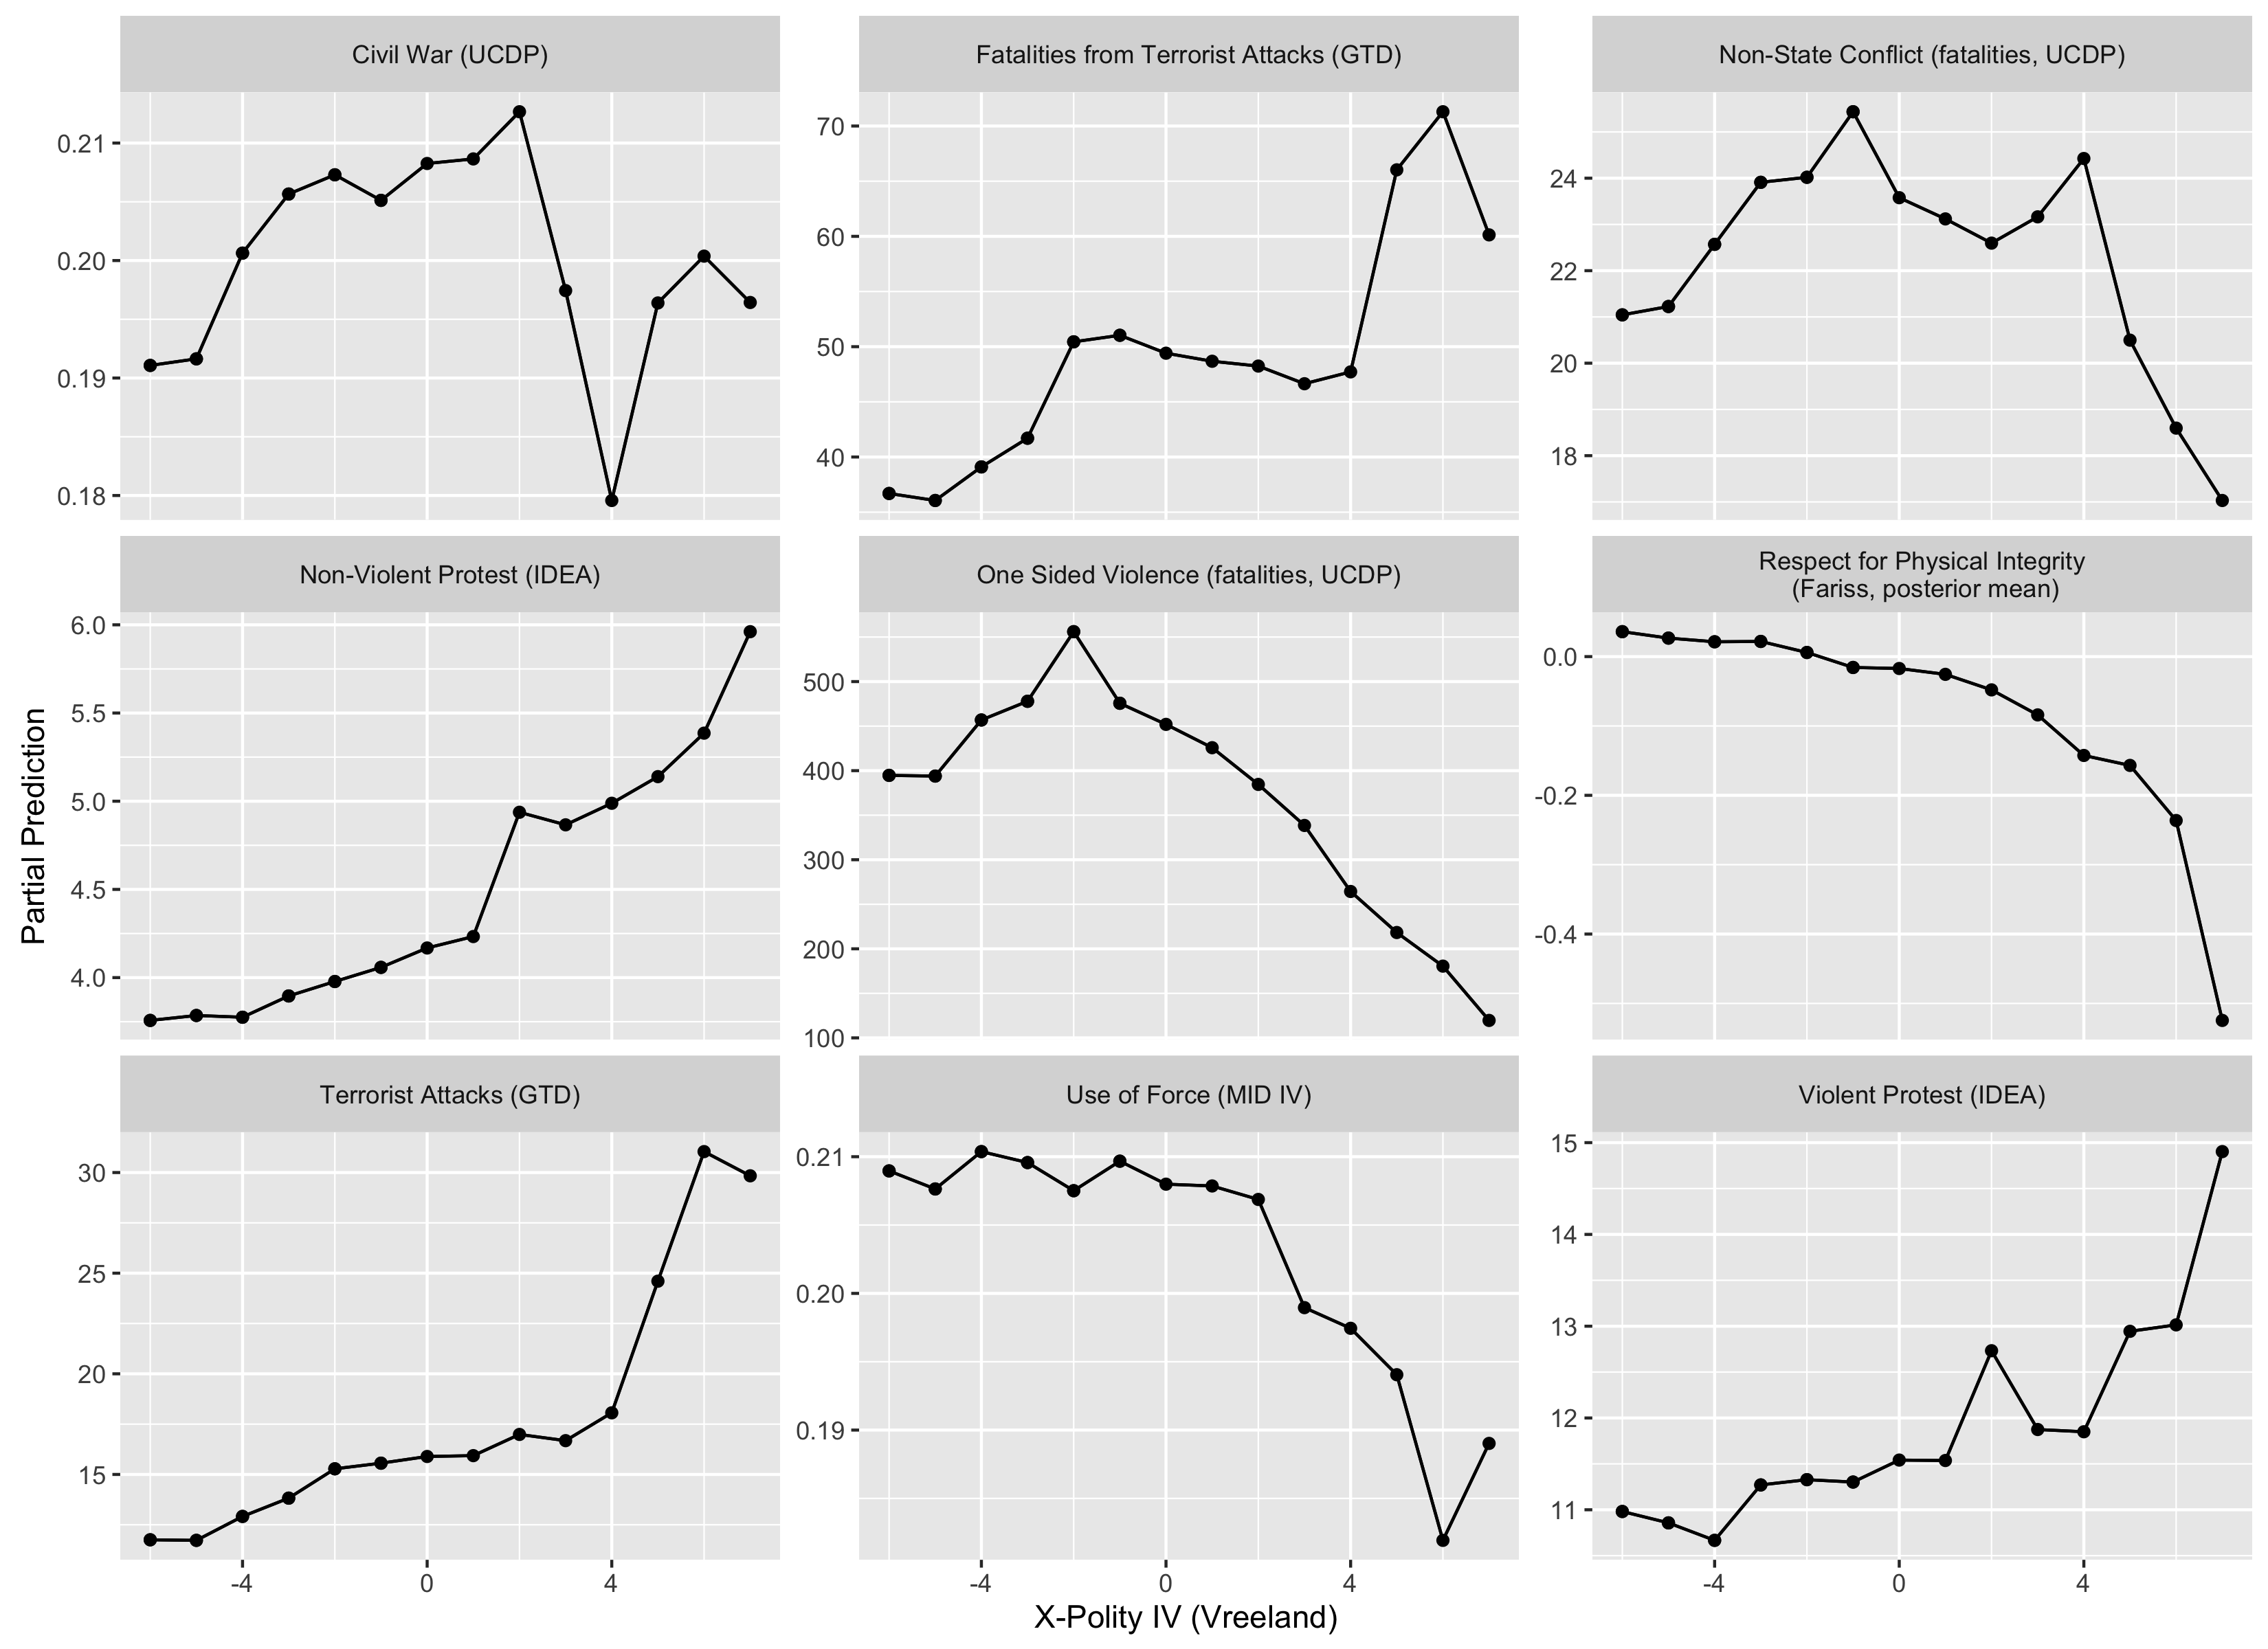 Civil War (UCDP)
Fatalities from Terrorist Attacks (GTD)
Non-State Conflict (fatalities, UCDP)
0.21
0.20
0.19
0.18
70
60
50
40
24
22
20
18
Non-Violent Protest (IDEA)
One Sided Violence (fatalities, UCDP)
Respect for Physical Integrity
(Fariss, posterior mean)
Partial Prediction
6.0
5.5
5.0
4.5
4.0
500
400
300
200
100
0.0
-0.2
-0.4
Terrorist Attacks (GTD)
Use of Force (MID IV)
Violent Protest (IDEA)
30
25
20
15
0.21
0.20
0.19
15
14
13
12
11
-4 0 4
-4 0 4
-4 0 4
X-Polity IV (Vreeland)